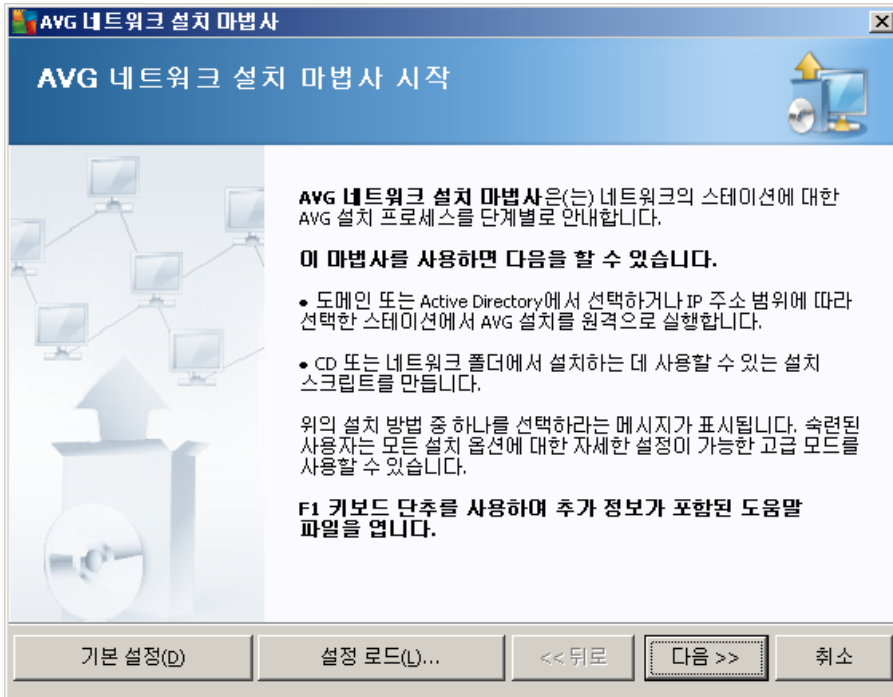 AVG 네트워크 설치 마법사
AVG 네트워크 설치 마법사 시작
AVG 네트워크 설치 마법사은(는) 네트워크의 스테이션에 대한
AVG 설치 프로세스를 단계별로 안내합니다.
이 마법사를 사용하면 다음을 할 수 있습니다.
• 도메인 또는 Active Directory에서 선택하거나 IP 주소 범위에 따라
선택한 스테이션에서 AVG 설치를 원격으로 실행합니다.
• CD 또는 네트워크 폴더에서 설치하는 데 사용할 수 있는 설치
스크립트를 만듭니다.
위의 설치 방법 중 하나를 선택하라는 메시지가 표시됩니다. 숙련된
사용자는 모든 설치 옵션에 대한 자세한 설정이 가능한 고급 모드를
사용할 수 있습니다.
F1 키보드 단추를 사용하여 추가 정보가 포함된 도움말
파일을 엽니다.
기본 설정(D)
설정 로드(L)...
<< 뒤로
다음 >>
취소